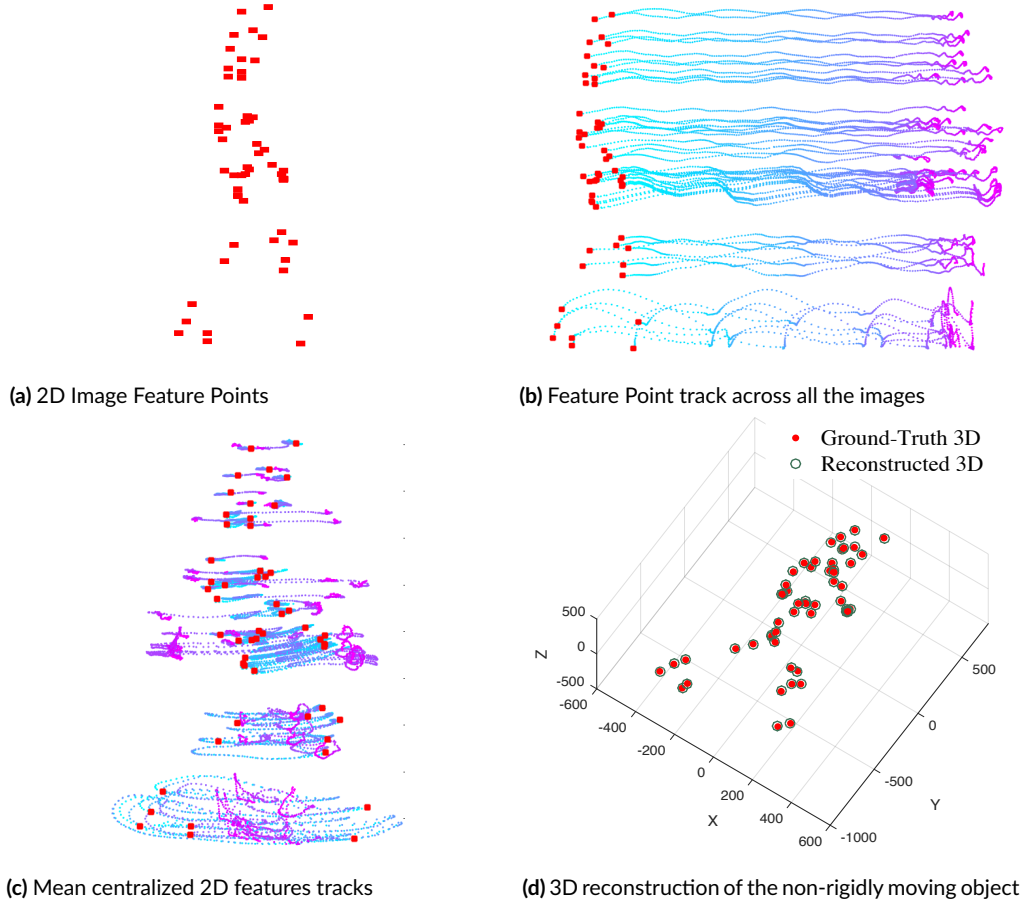 (a) 2D Image Feature Points
(b) Feature Point track across all the images
Ground-Truth 3D
Reconstructed 3D
500
0
-500
Z
-600
-400
-200
0
200
400
600
X
500
0
-500
-1000
Y
(c) Mean centralized 2D features tracks
(d) 3D reconstruction of the non-rigidly moving object